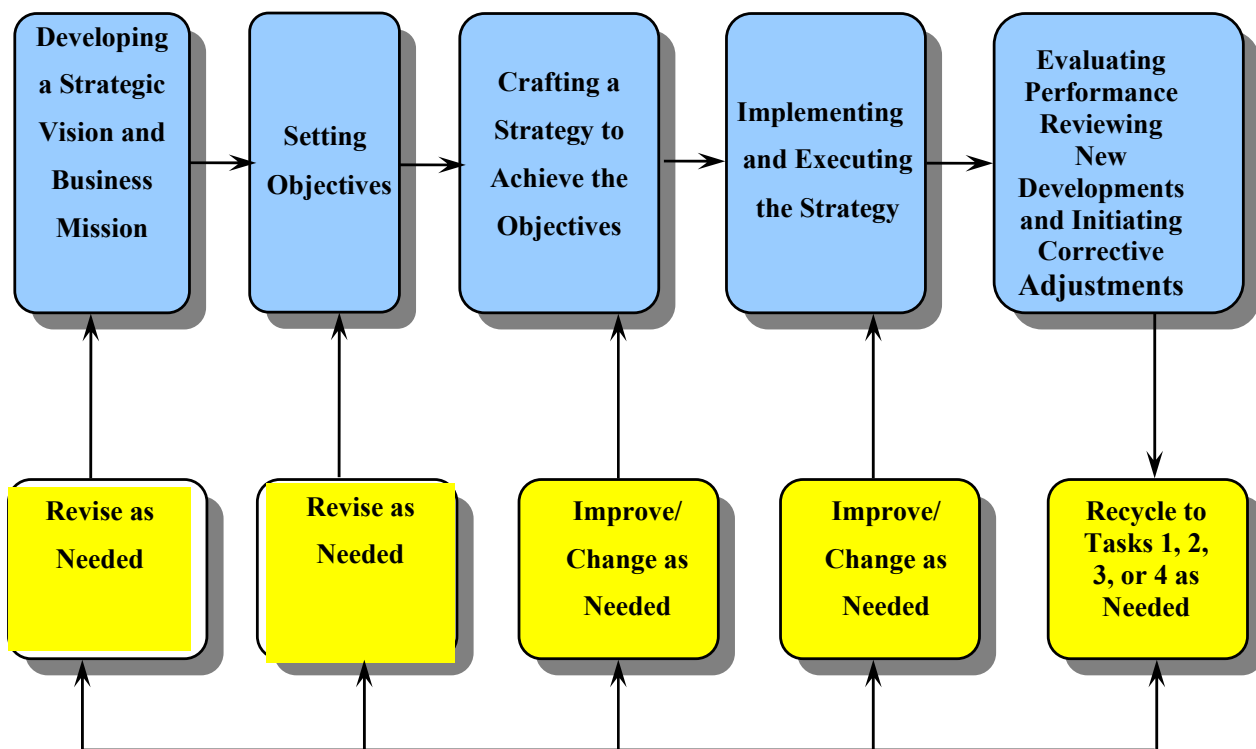 Developing
a Strategic
Vision and
Business
Mission
Setting
Objectives
Crafting a
Strategy to
Achieve the
Objectives
Implementing
and Executing
the Strategy
Evaluating
Performance
Reviewing
New
Developments
and Initiating
Corrective
Adjustments
Revise as
Needed
Revise as
Needed
Improve/
Change as
Needed
Improve/
Change as
Needed
Recycle to
Tasks 1, 2,
3, or 4 as
Needed